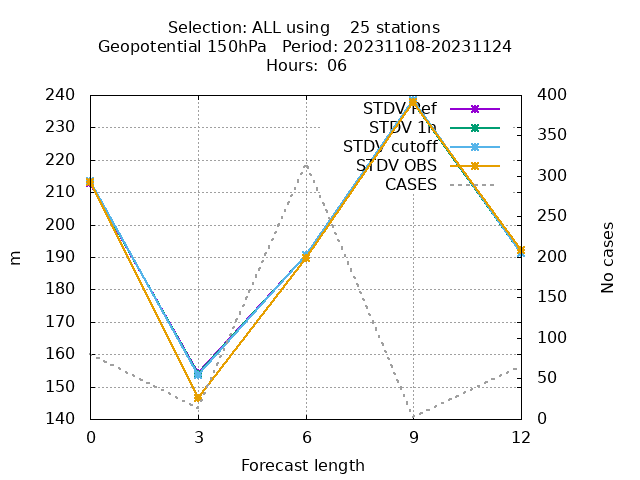 Selection: ALL using    25 stations
Geopotential 150hPa   Period: 20231108-20231124
Hours:  06
STDV Ref
STDV 1h
STDV cutoff
STDV OBS
CASES
m
240
230
220
210
200
190
180
170
160
150
140
400
350
300
250
200
150
100
50
0
No cases
0 3 6 9 12
Forecast length